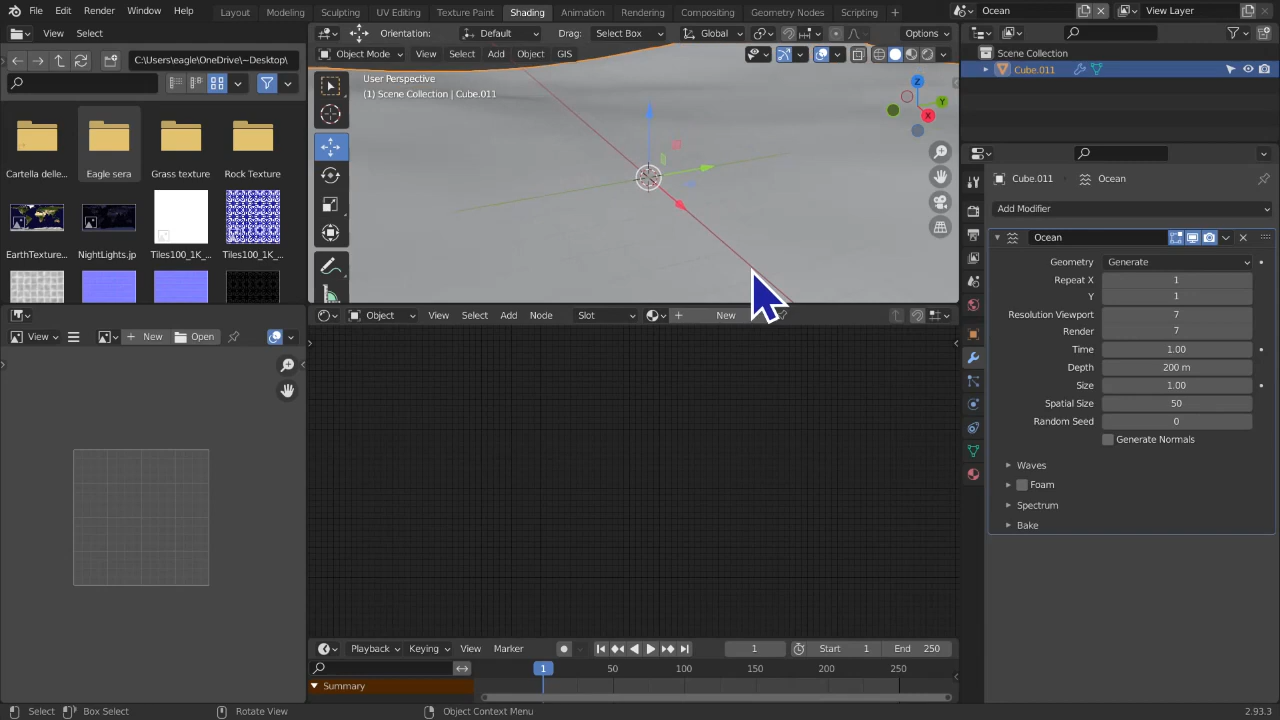 File Edit Render Window Help Layout Modeling Sculpting UV Editing Texture Paint Shading Animation Rendering Compositing Geometry Nodes Scripting + Ocean View Layer
View Select
C:\Users\eagle\OneDrive\~Desktop\
Cartella delle... Eagle sera Grass texture Rock Texture
EarthTexture... NightLights.jp Tiles100_1K_... Tiles100_1K_...
Orientation: Default Drag: Select Box Global Options
Object Mode View Select Add Object GIS
User Perspective
(1) Scene Collection | Cube.011
Z
Y
X
Object View Select Add Node Slot New
View New Open
Playback Keying View Marker 1 Start 1 End 250
1 50 100 150 200 250
Summary
Scene Collection
Cube.011
Cube.011 Ocean
Add Modifier
Ocean
Geometry Generate
Repeat X 1
Y 1
Resolution Viewport 7
Render 7
Time 1.00
Depth 200 m
Size 1.00
Spatial Size 50
Random Seed 0
Generate Normals
Waves
Foam
Spectrum
Bake
Select Box Select Rotate View Object Context Menu 2.93.3